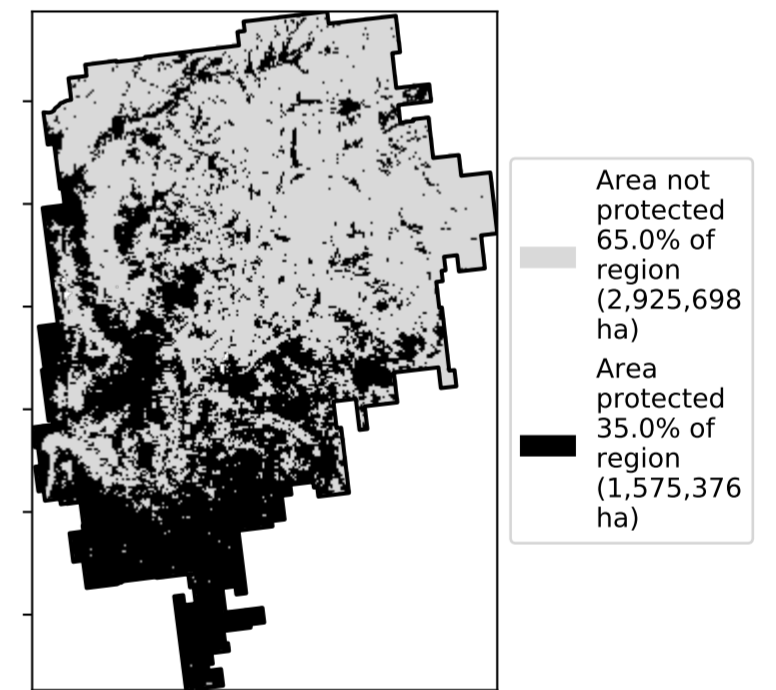 Area not
protected
65.0% of
region
(2,925,698
ha)
Area
protected
35.0% of
region
(1,575,376
ha)